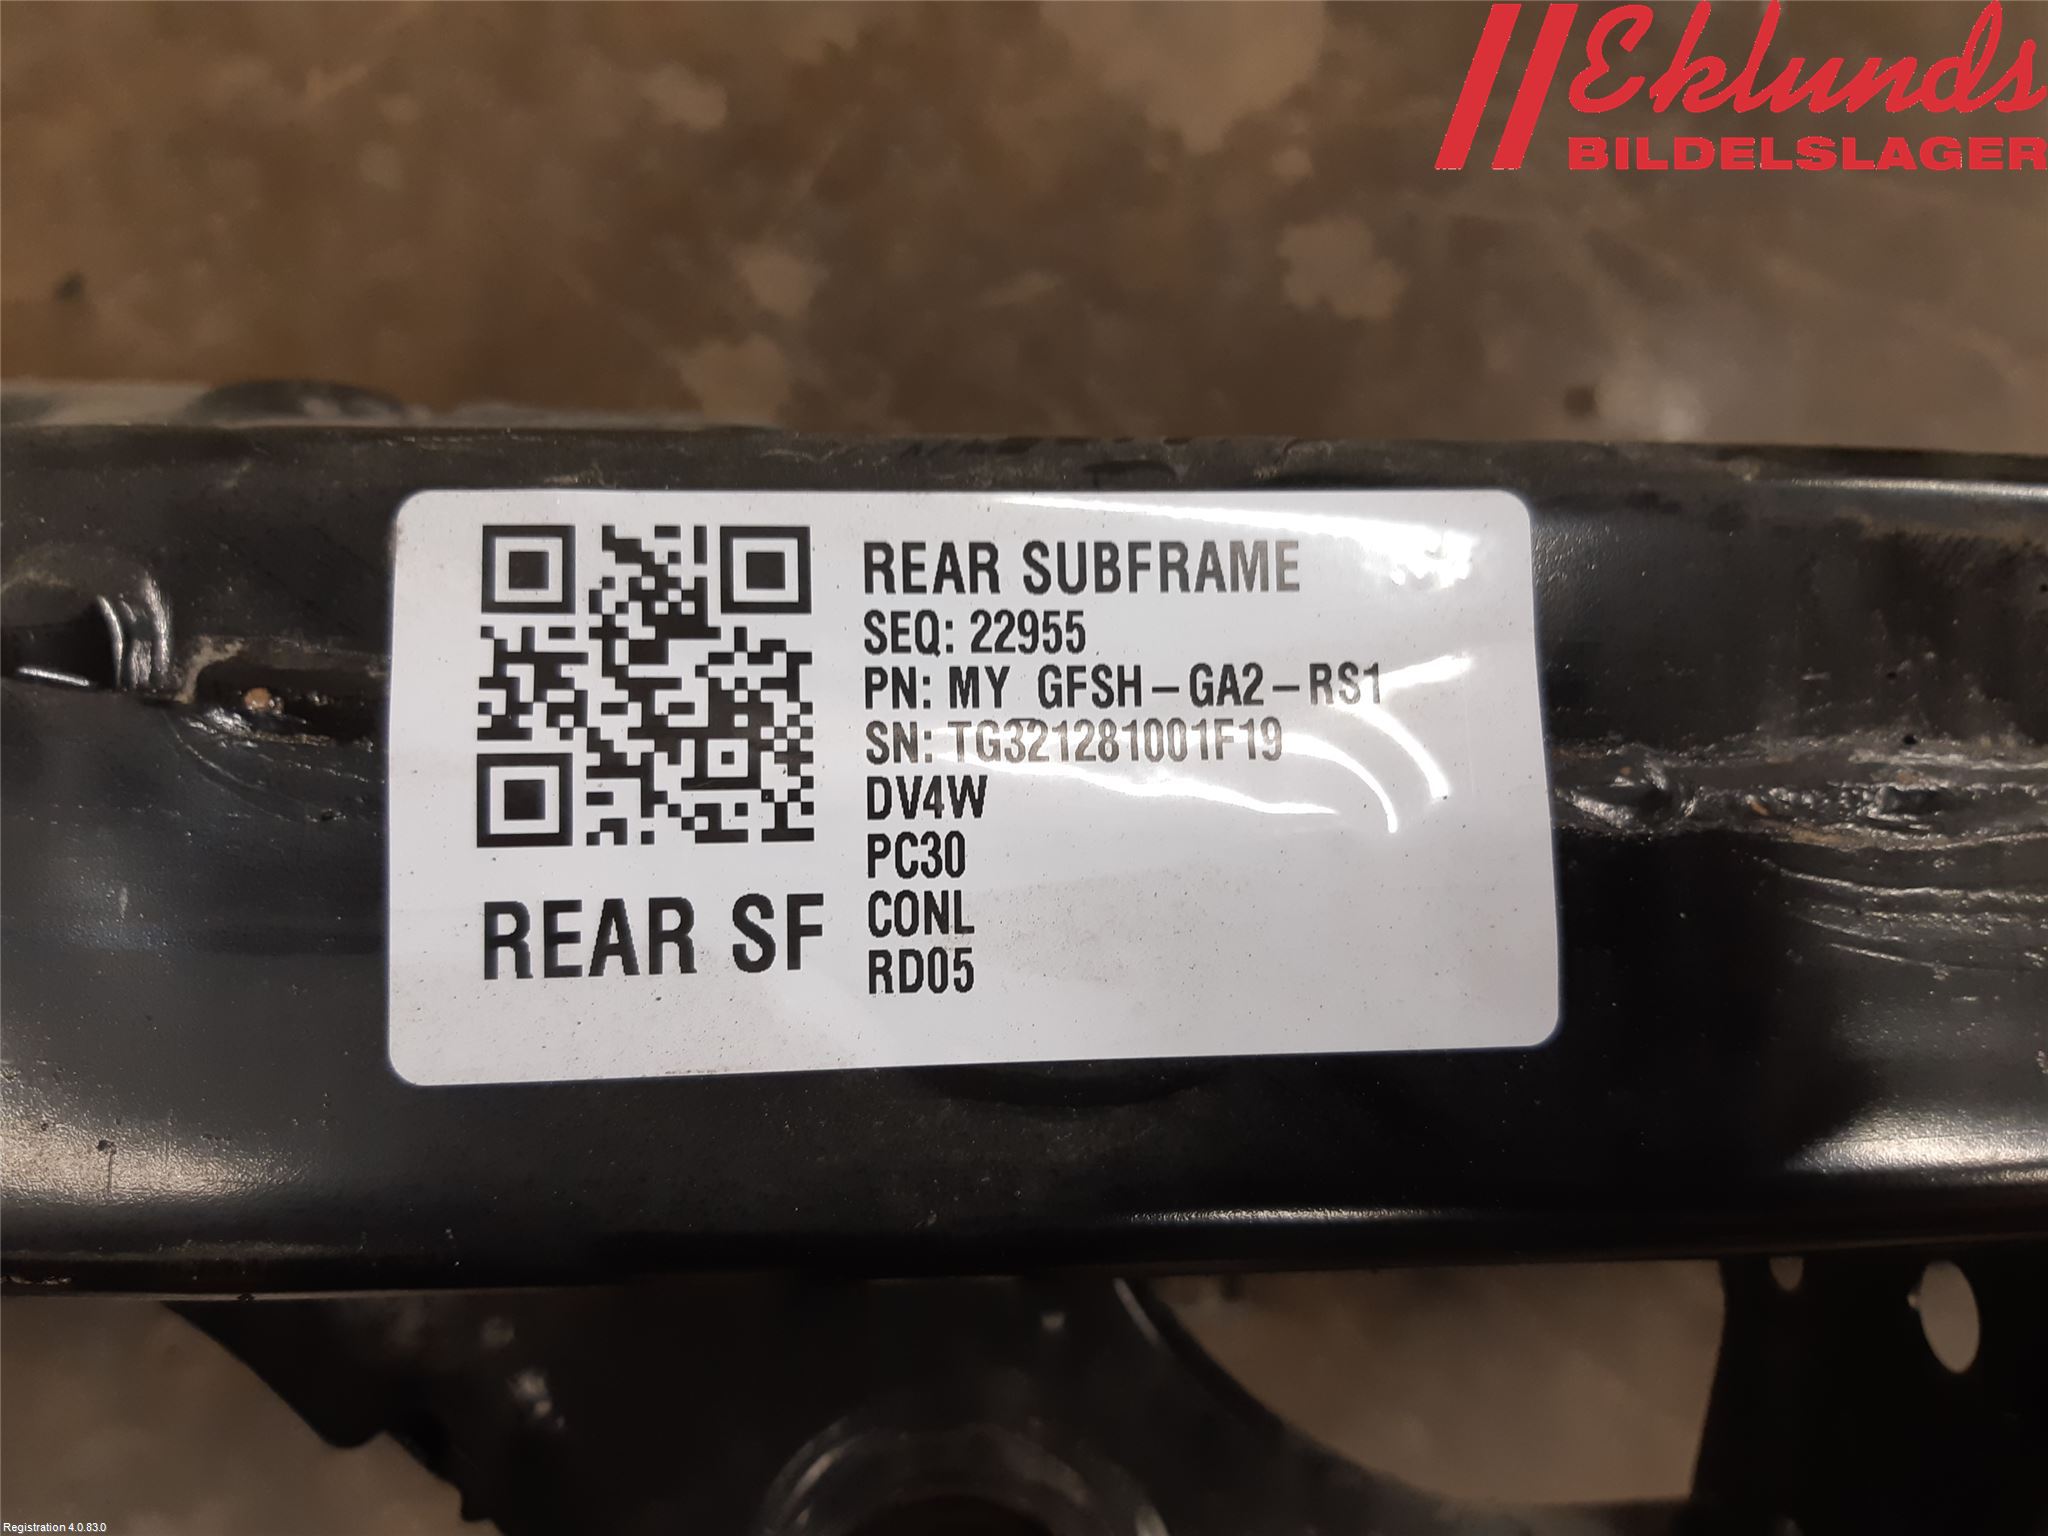 Eklunds
BILDELSLAGER
REAR SUBFRAME
SEQ: 22955
PN: MY GFSH-GA2-RS1
SN: TG321281001F19
DV4W
PC30
CONL
RD05
REAR SF
Registration 4.0.83.0